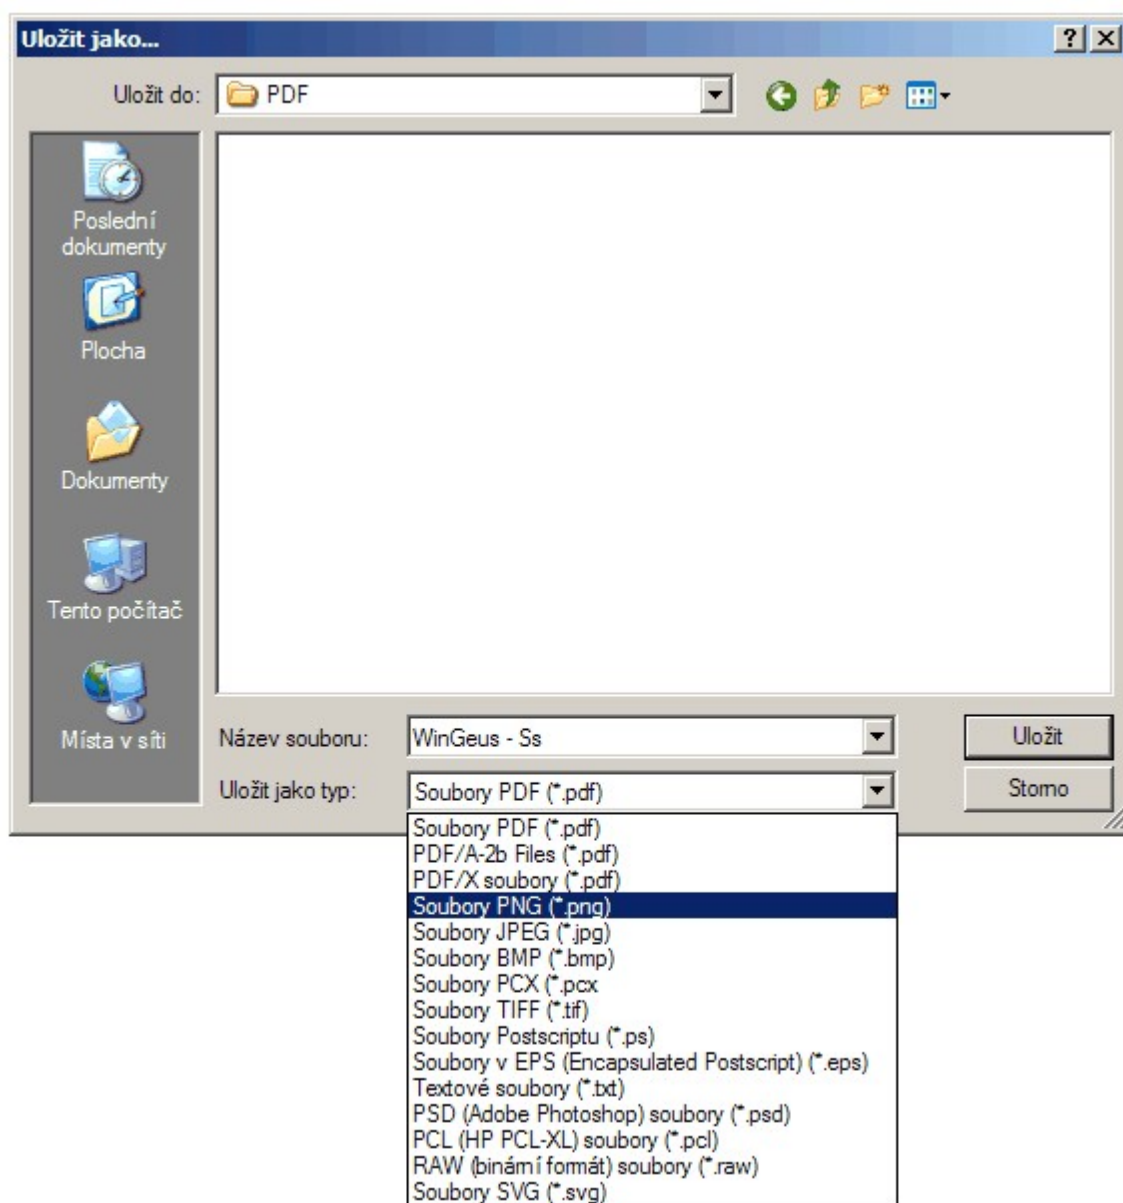 Uložit jako...
Uložit do:
PDF
Poslední
dokumenty
Plocha
Dokumenty
Tento počítač
Místa v síti
Název souboru:
WinGeus - Ss
Uložit
Uložit jako typ:
Soubory PDF (*.pdf)
Storno
Soubory PDF (*.pdf)
PDF/A-2b Files (*.pdf)
PDF/X soubory (*.pdf)
Soubory PNG (*.png)
Soubory JPEG (*.jpg)
Soubory BMP (*.bmp)
Soubory PCX (*.pcx
Soubory TIFF (*.tif)
Soubory Postscriptu (*.ps)
Soubory v EPS (Encapsulated Postscript) (*.eps)
Textové soubory (*.txt)
PSD (Adobe Photoshop) soubory (*.psd)
PCL (HP PCL-XL) soubory (*.pcl)
RAW (binární formát) soubory (*.raw)
Soubory SVG (*.svg)